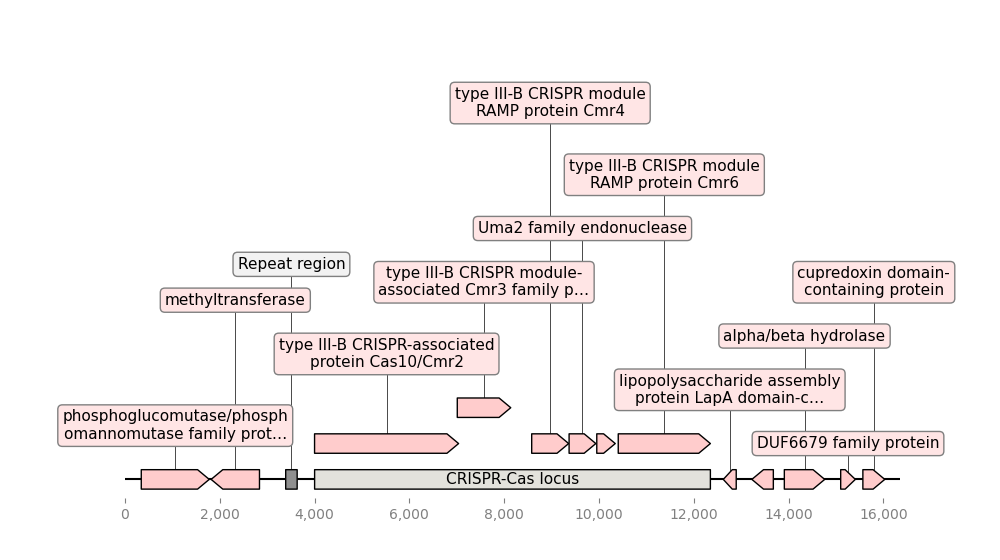 type III-B CRISPR module
RAMP protein Cmr4
type III-B CRISPR module
RAMP protein Cmr6
Uma2 family endonuclease
Repeat region
type III-B CRISPR module-
associated Cmr3 family p…
cupredoxin domain-
containing protein
methyltransferase
alpha/beta hydrolase
type III-B CRISPR-associated
protein Cas10/Cmr2
lipopolysaccharide assembly
protein LapA domain-c…
phosphoglucomutase/phosph
omannomutase family prot…
DUF6679 family protein
CRISPR-Cas locus
0 2,000 4,000 6,000 8,000 10,000 12,000 14,000 16,000